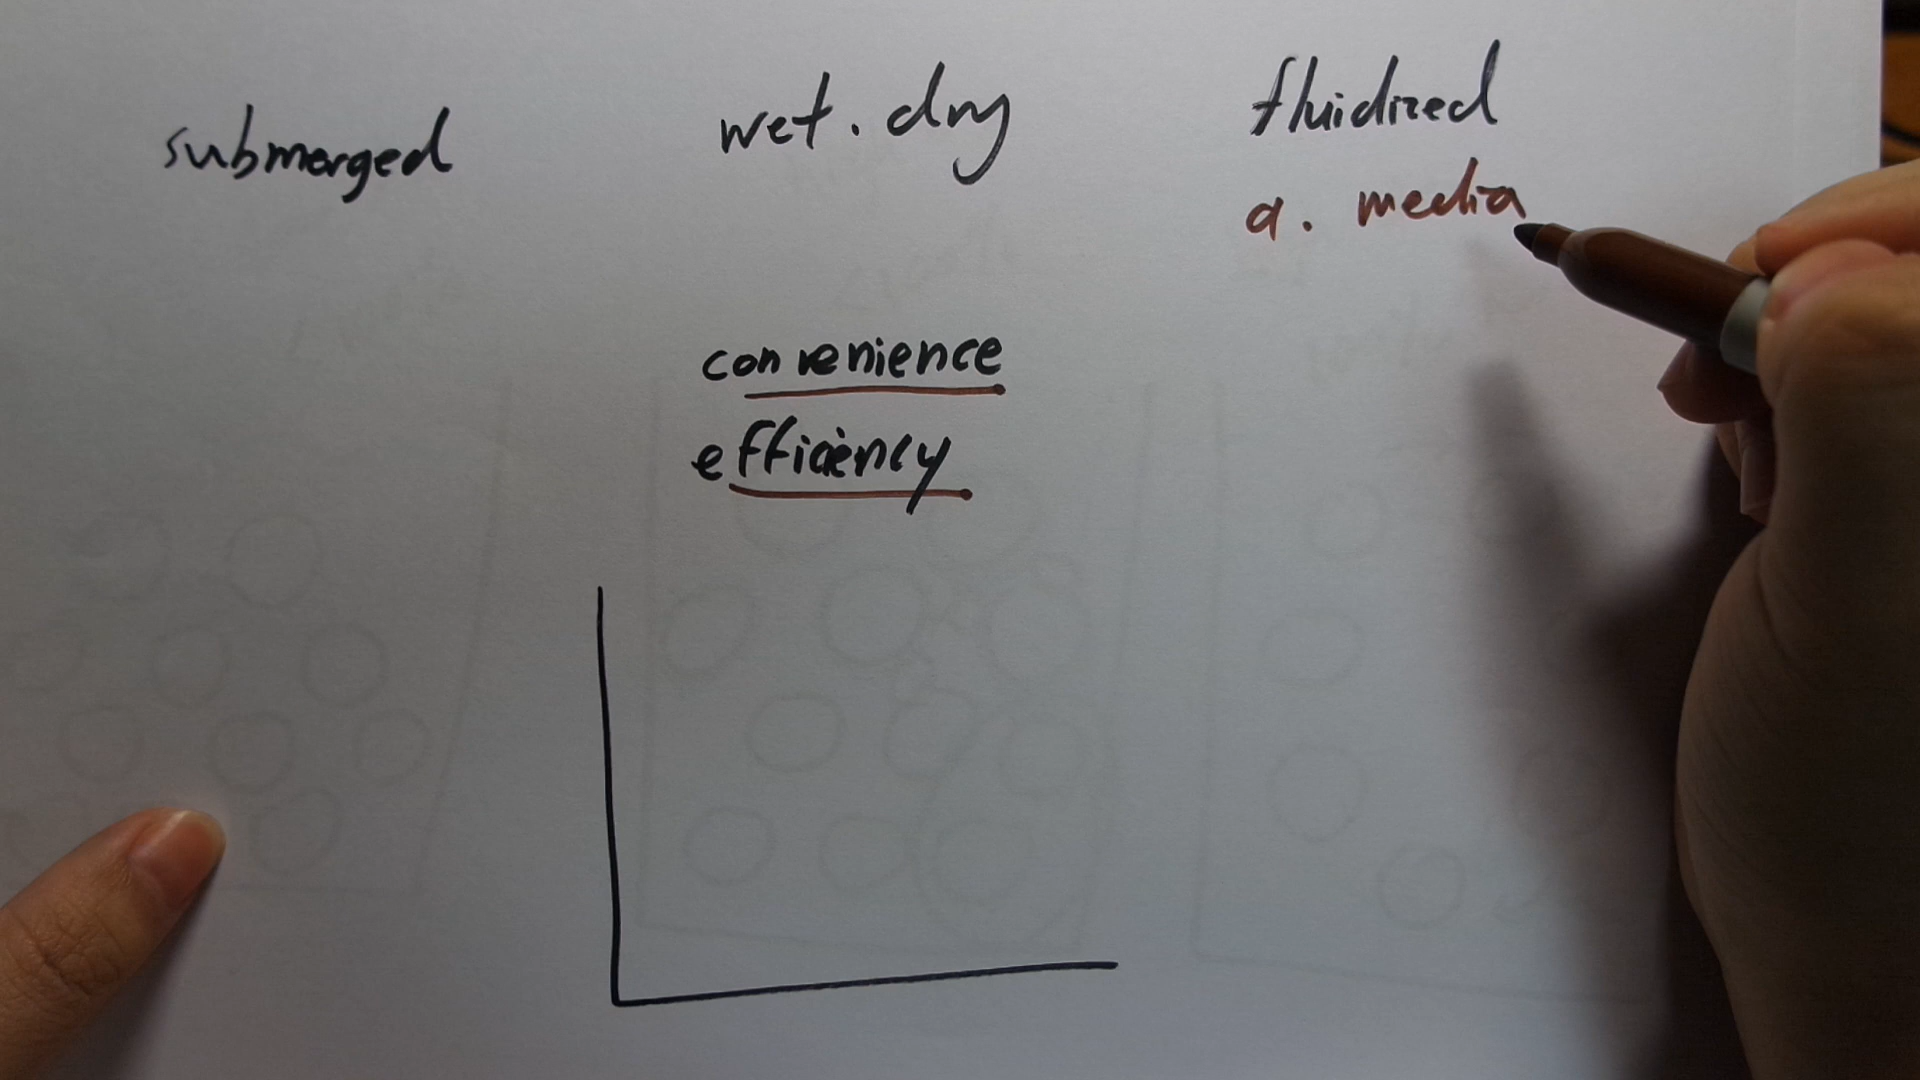 submerged
wet. dry
fluidized
a. media
convenience
efficiency